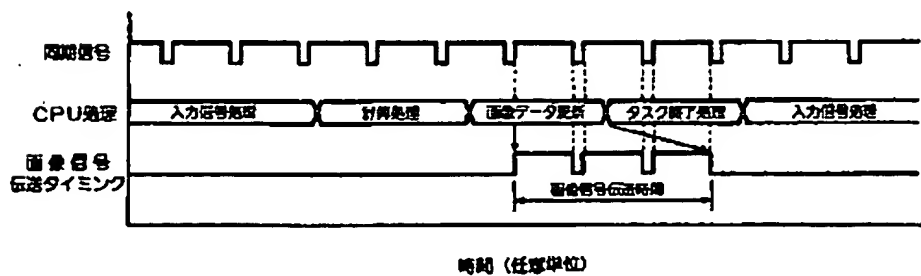 同期信号
CPU処理
入力信号処理
計算処理
画像データ更新
タスク終了処理
入力信号処理
画像信号
伝送タイミング
画像信号伝送時間
時間（任意単位）